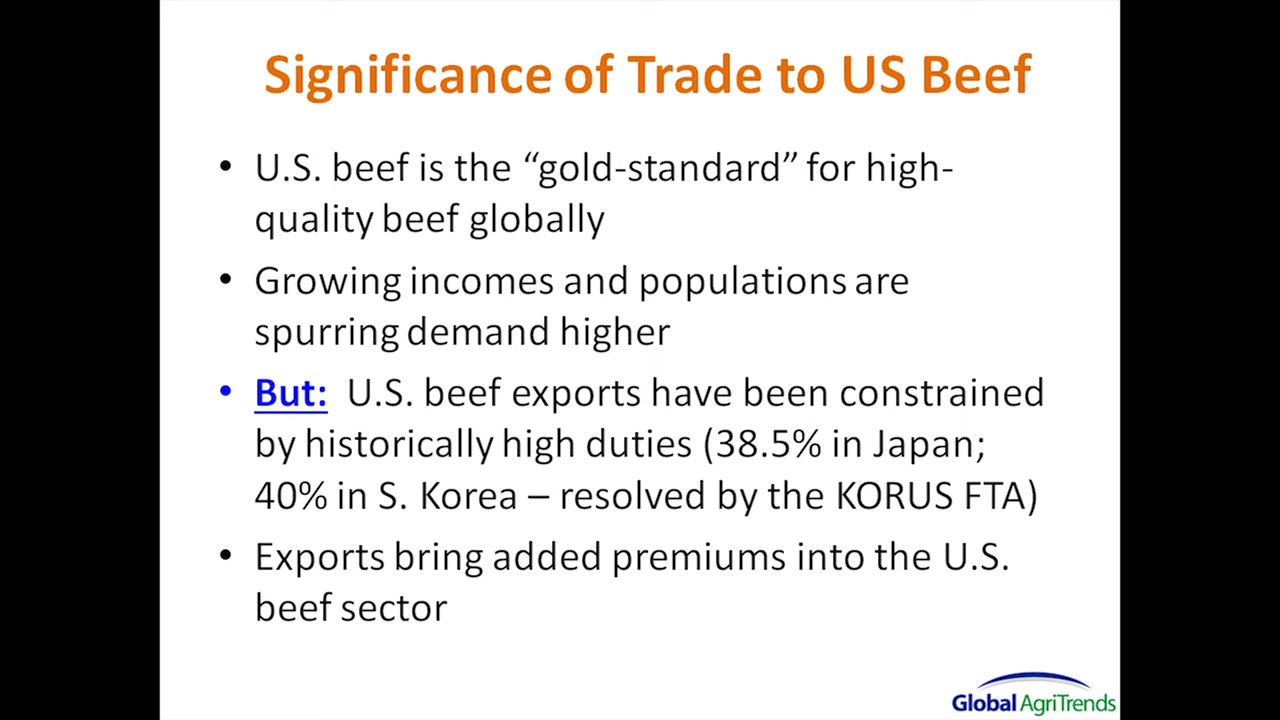 Significance of Trade to US Beef
• U.S. beef is the “gold-standard” for high-
quality beef globally
• Growing incomes and populations are
spurring demand higher
• But: U.S. beef exports have been constrained
by historically high duties (38.5% in Japan;
40% in S. Korea – resolved by the KORUS FTA)
• Exports bring added premiums into the U.S.
beef sector
Global AgriTrends